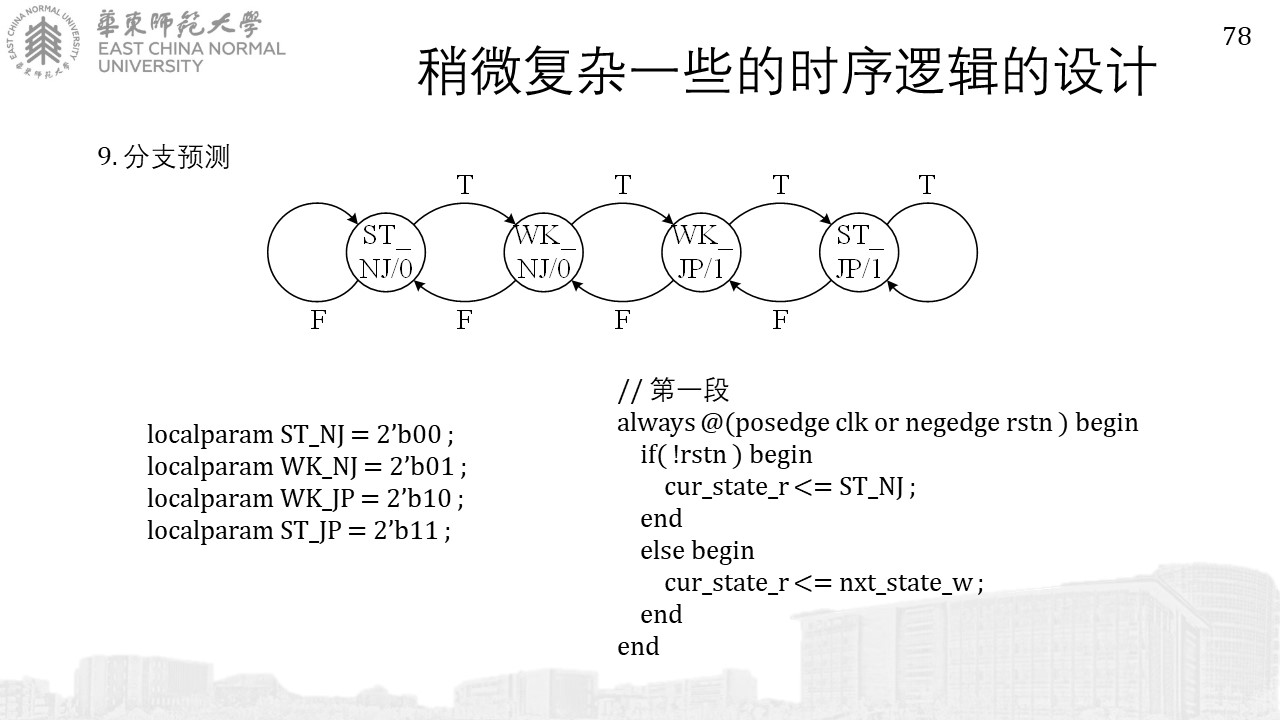 華東師範大學
EAST CHINA NORMAL
UNIVERSITY
78
稍微复杂一些的时序逻辑的设计
9. 分支预测
T T T T
ST_ WK_ WK_ ST_
NJ/0 NJ/0 JP/1 JP/1
F F F F
localparam ST_NJ = 2’b00 ;
localparam WK_NJ = 2’b01 ;
localparam WK_JP = 2’b10 ;
localparam ST_JP = 2’b11 ;
// 第一段
always @(posedge clk or negedge rstn ) begin
if( !rstn ) begin
cur_state_r <= ST_NJ ;
end
else begin
cur_state_r <= nxt_state_w ;
end
end